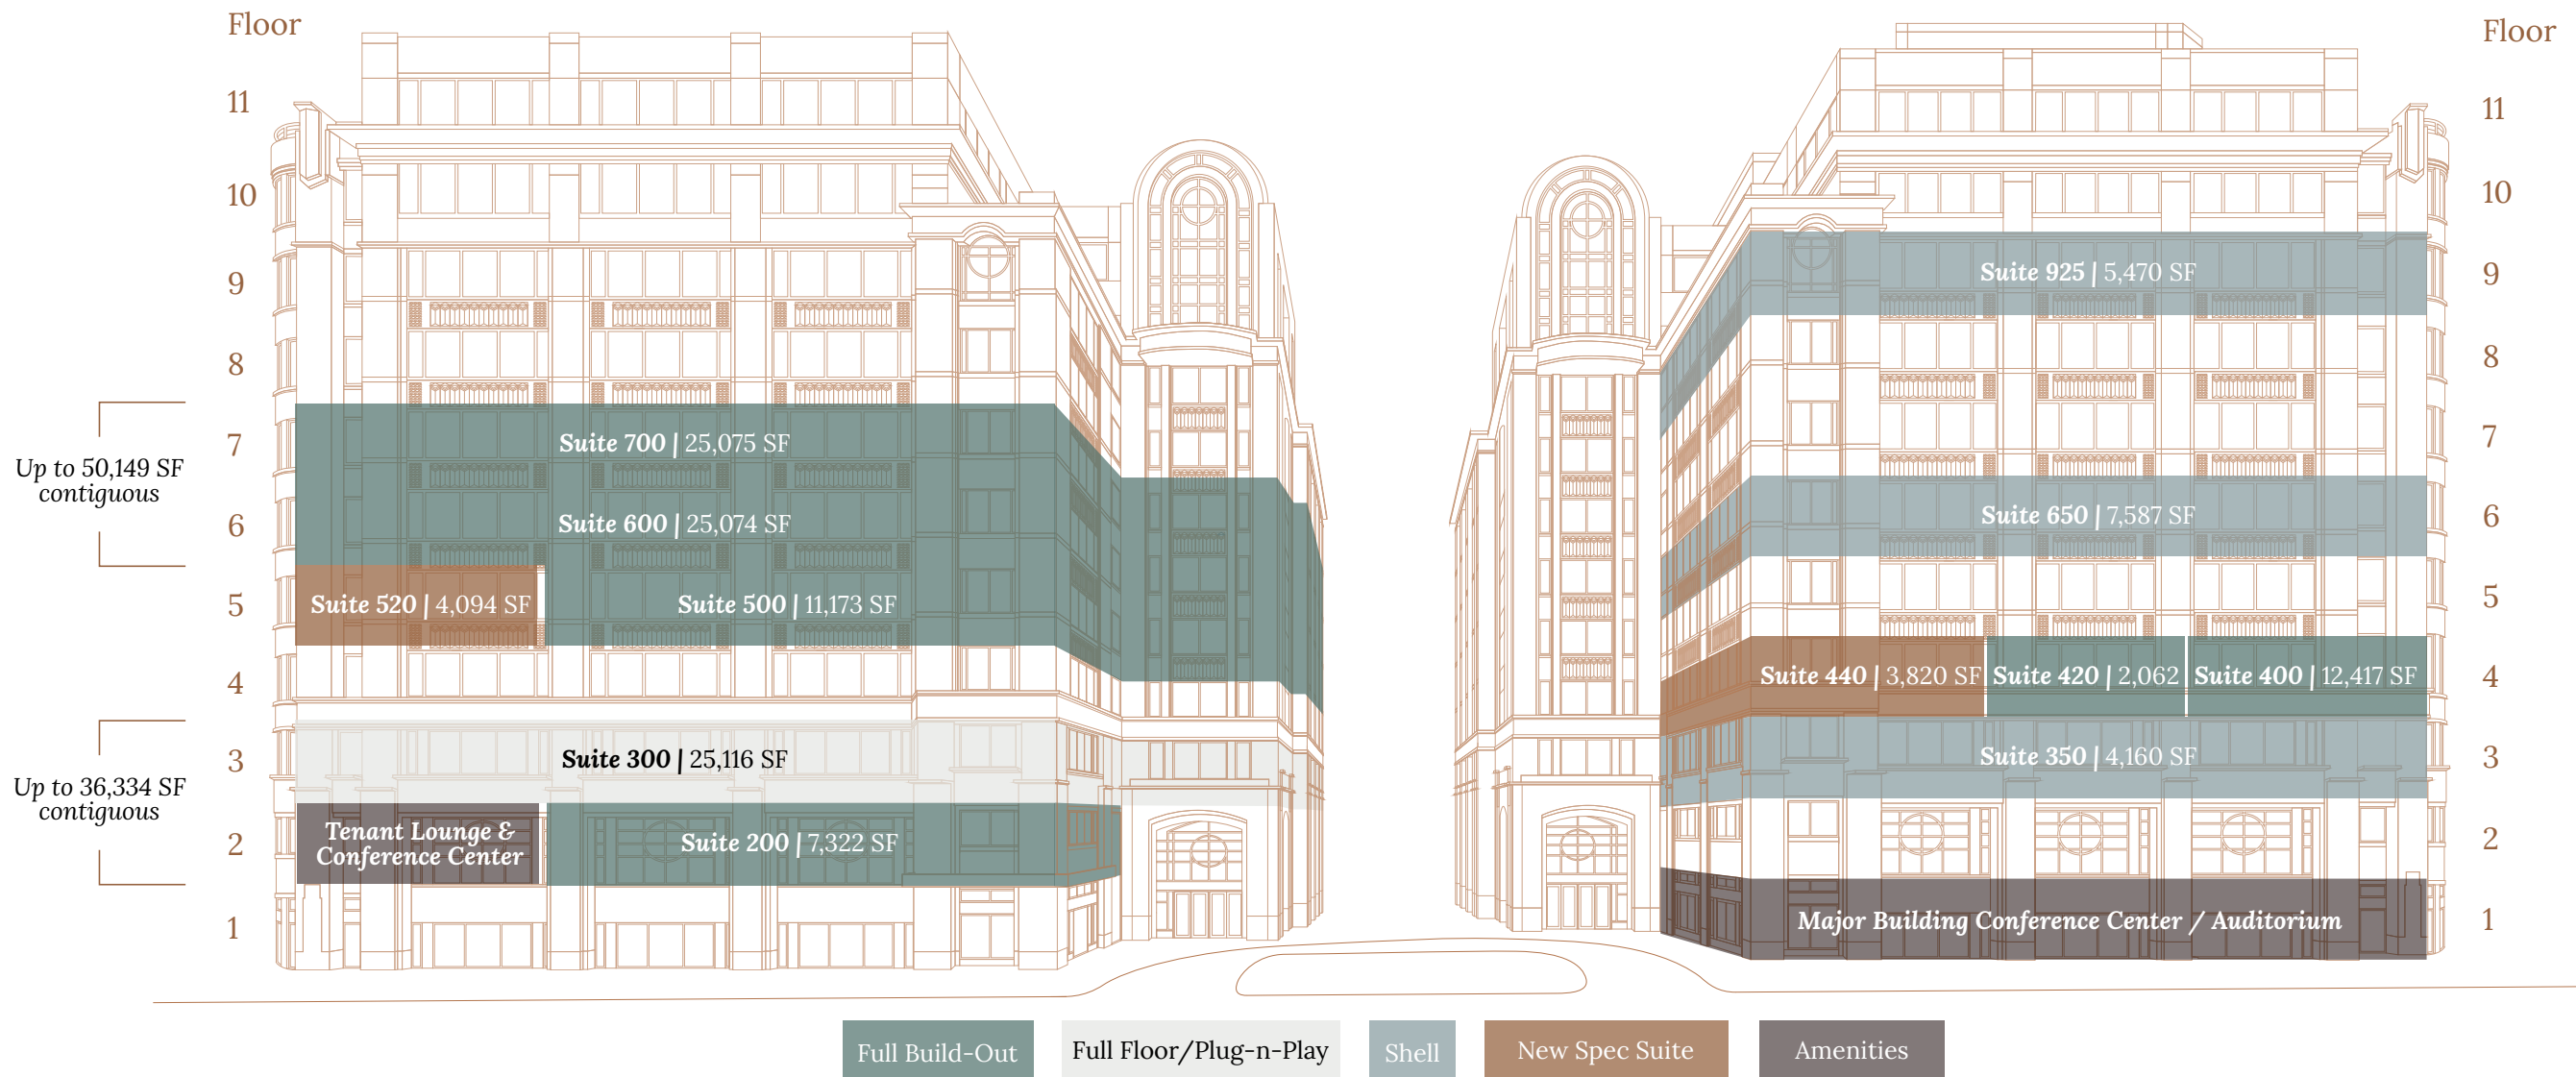 Floor
11
10
9
8
7
6
5
4
3
2
1
Up to 50,149 SF
contiguous
Up to 36,334 SF
contiguous
Suite 700 | 25,075 SF
Suite 600 | 25,074 SF
Suite 520 | 4,094 SF
Suite 500 | 11,173 SF
Suite 300 | 25,116 SF
Tenant Lounge &
Conference Center
Suite 200 | 7,322 SF
Suite 925 | 5,470 SF
Suite 650 | 7,587 SF
Suite 440 | 3,820 SF
Suite 420 | 2,062
Suite 400 | 12,417 SF
Suite 350 | 4,160 SF
Major Building Conference Center / Auditorium
Floor
11
10
9
8
7
6
5
4
3
2
1
Full Build-Out
Full Floor/Plug-n-Play
Shell
New Spec Suite
Amenities